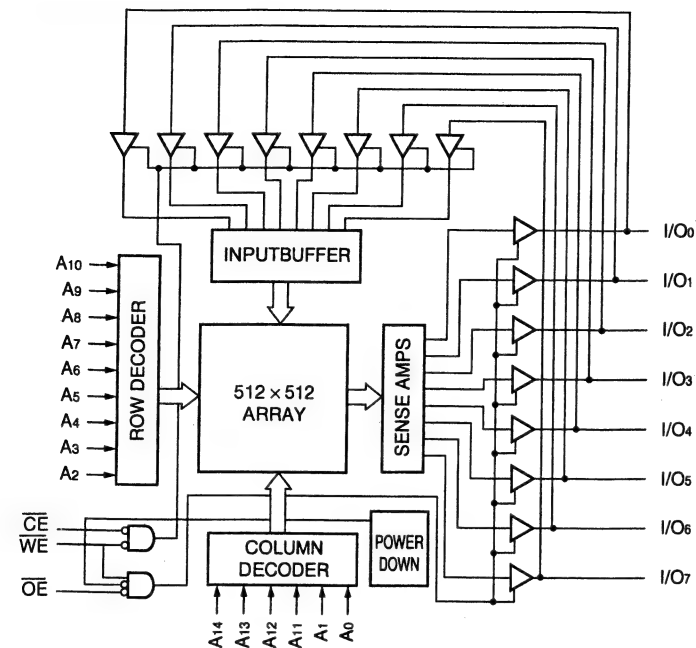 INPUTBUFFER
A10
A9
A8
A7
A6
A5
A4
A3
A2
ROW DECODER
512 × 512
ARRAY
SENSE AMPS
I/O0
I/O1
I/O2
I/O3
I/O4
I/O5
I/O6
I/O7
CE
WE
OE
COLUMN
DECODER
POWER
DOWN
A14
A13
A12
A11
A1
A0